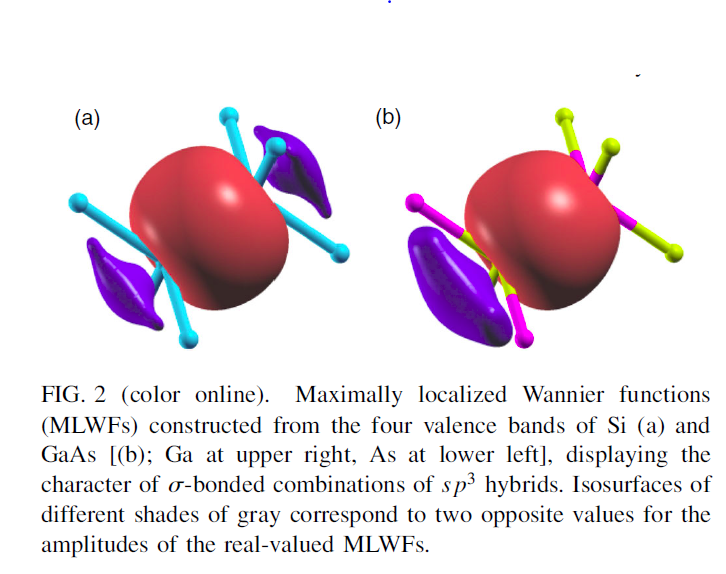 (a)
(b)
FIG. 2 (color online). Maximally localized Wannier functions
(MLWFs) constructed from the four valence bands of Si (a) and
GaAs [(b); Ga at upper right, As at lower left], displaying the
character of σ-bonded combinations of sp³ hybrids. Isosurfaces of
different shades of gray correspond to two opposite values for the
amplitudes of the real-valued MLWFs.